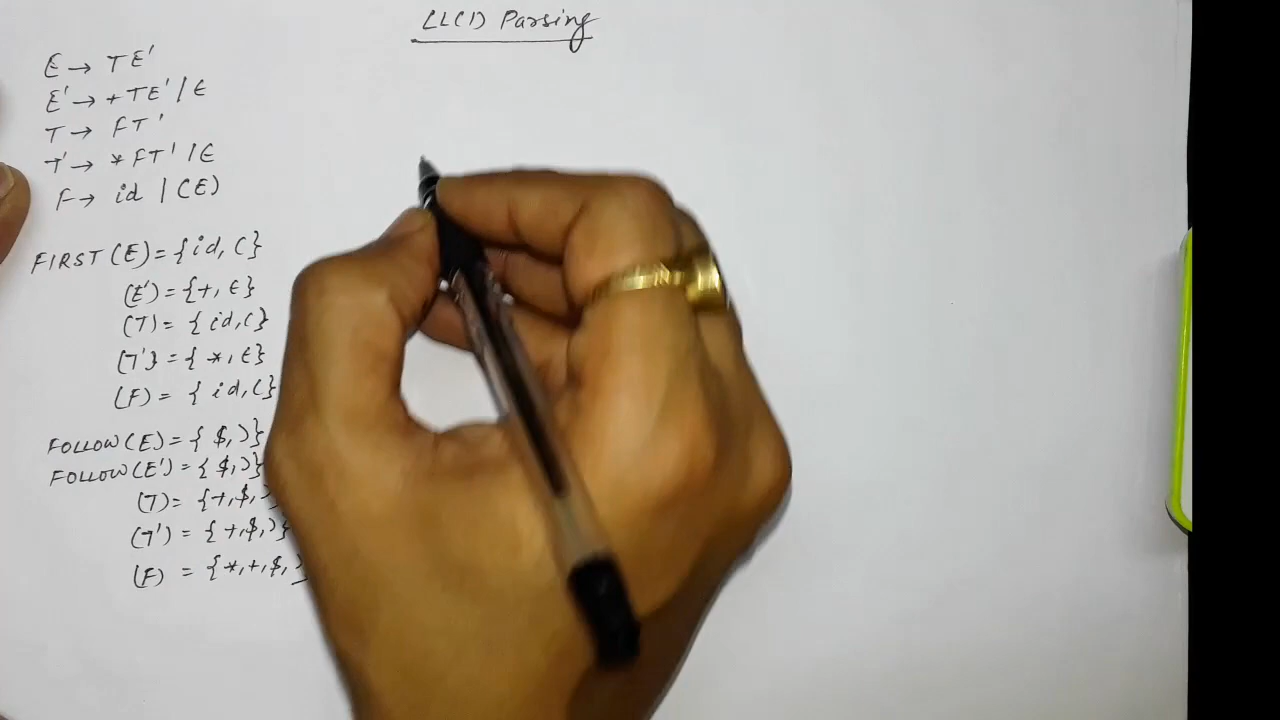 LL(1) Parsing
E → TE'
E' → +TE' / ϵ
T → FT'
T' → *FT' / ϵ
F → id | (E)
FIRST(E) = {id, (}
(E') = {+, ϵ}
(T) = {id, (}
(T') = {*, ϵ}
(F) = {id, (}
FOLLOW(E) = {$, )}
FOLLOW(E') = {$, )}
(T) = {+, $, )
(T') = {+, $, )}
(F) = {*, +, $, )